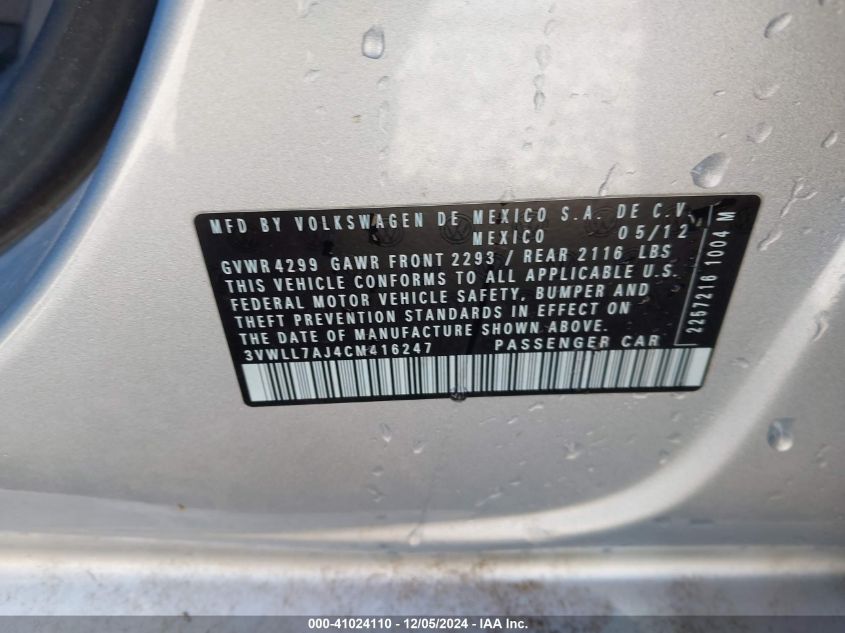 MFD BY VOLKSWAGEN DE MEXICO S.A. DE C.V.
MEXICO 05/12
GVWR 4299 GAWR FRONT 2293 / REAR 2116 LBS
THIS VEHICLE CONFORMS TO ALL APPLICABLE U.S.
FEDERAL MOTOR VEHICLE SAFETY, BUMPER AND
THEFT PREVENTION STANDARDS IN EFFECT ON
THE DATE OF MANUFACTURE SHOWN ABOVE.
3VWLL7AJ4CM416247 PASSENGER CAR
2257216 1004 M
000-41024110 - 12/05/2024 - IAA Inc.